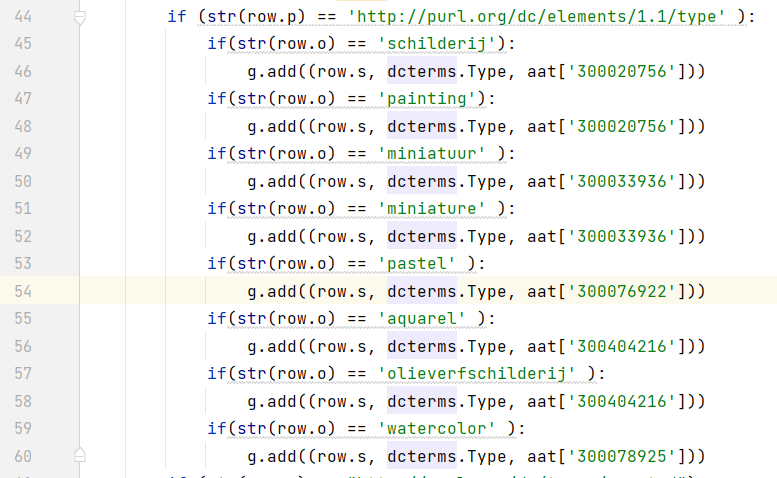 44 if (str(row.p) == 'http://purl.org/dc/elements/1.1/type' ):
45 if(str(row.o) == 'schilderij'):
46 g.add((row.s, dcterms.Type, aat['300020756']))
47 if(str(row.o) == 'painting'):
48 g.add((row.s, dcterms.Type, aat['300020756']))
49 if(str(row.o) == 'miniatuur' ):
50 g.add((row.s, dcterms.Type, aat['300033936']))
51 if(str(row.o) == 'miniature' ):
52 g.add((row.s, dcterms.Type, aat['300033936']))
53 if(str(row.o) == 'pastel' ):
54 g.add((row.s, dcterms.Type, aat['300076922']))
55 if(str(row.o) == 'aquarel' ):
56 g.add((row.s, dcterms.Type, aat['300404216']))
57 if(str(row.o) == 'olieverfschilderij' ):
58 g.add((row.s, dcterms.Type, aat['300404216']))
59 if(str(row.o) == 'watercolor' ):
60 g.add((row.s, dcterms.Type, aat['300078925']))